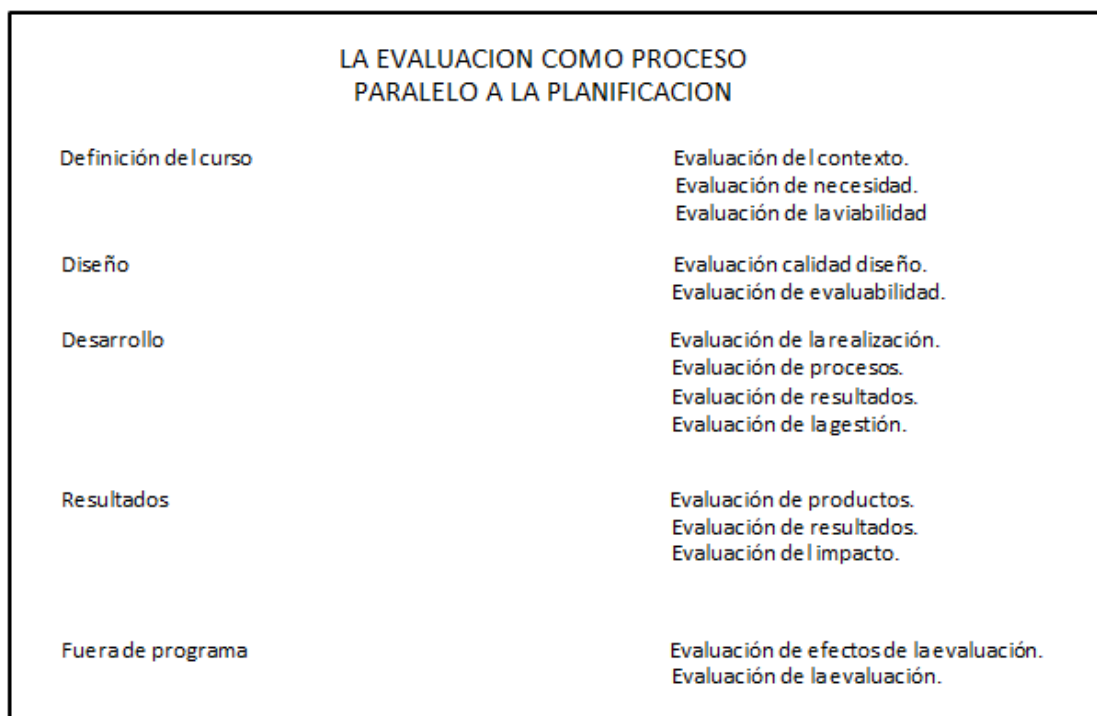 LA EVALUACION COMO PROCESO
PARALELO A LA PLANIFICACION
Definición del curso Evaluación del contexto.
Evaluación de necesidad.
Evaluación de la viabilidad
Diseño Evaluación calidad diseño.
Evaluación de evaluabilidad.
Desarrollo Evaluación de la realización.
Evaluación de procesos.
Evaluación de resultados.
Evaluación de la gestión.
Resultados Evaluación de productos.
Evaluación de resultados.
Evaluación del impacto.
Fuera de programa Evaluación de efectos de la evaluación.
Evaluación de la evaluación.